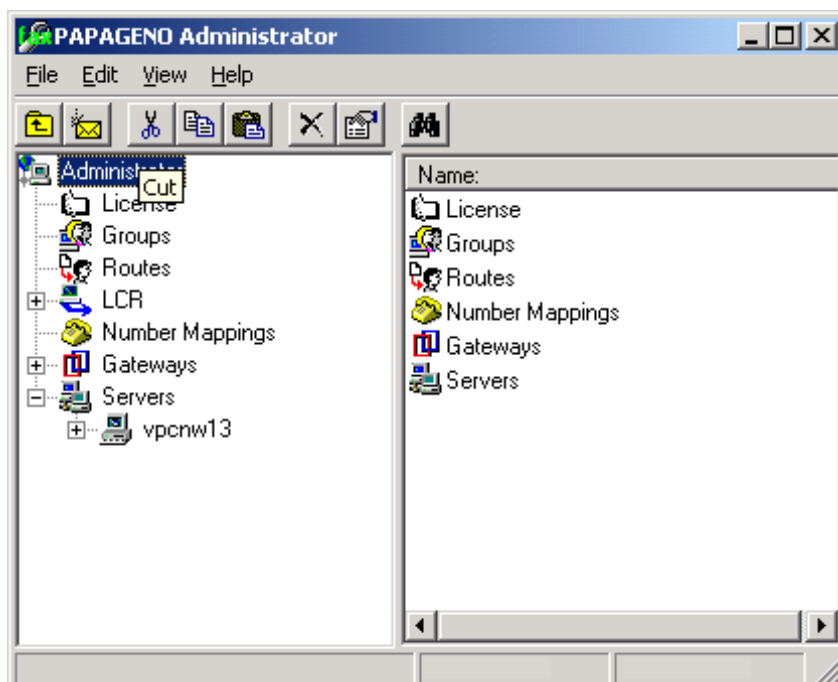 PAPAGENO Administrator
File Edit View Help
Administrator
Cut
License
Groups
Routes
LCR
Number Mappings
Gateways
Servers
vpcnw13
Name:
License
Groups
Routes
Number Mappings
Gateways
Servers